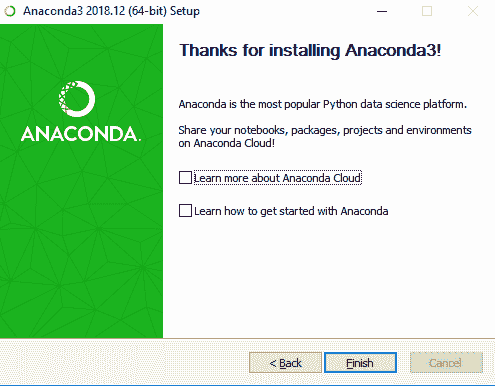 Anaconda3 2018.12 (64-bit) Setup
Thanks for installing Anaconda3!
ANACONDA.
Anaconda is the most popular Python data science platform.
Share your notebooks, packages, projects and environments
on Anaconda Cloud!
Learn more about Anaconda Cloud
Learn how to get started with Anaconda
< Back
Finish
Cancel